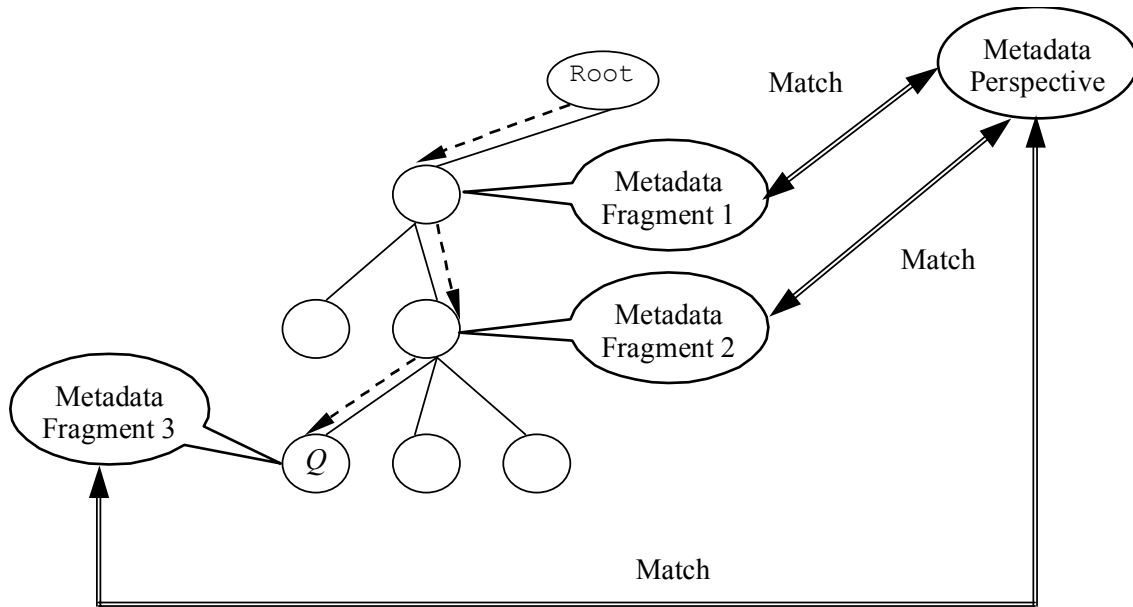 Root
Metadata
Perspective
Match
Metadata
Fragment 1
Match
Metadata
Fragment 2
Metadata
Fragment 3
Q
Match